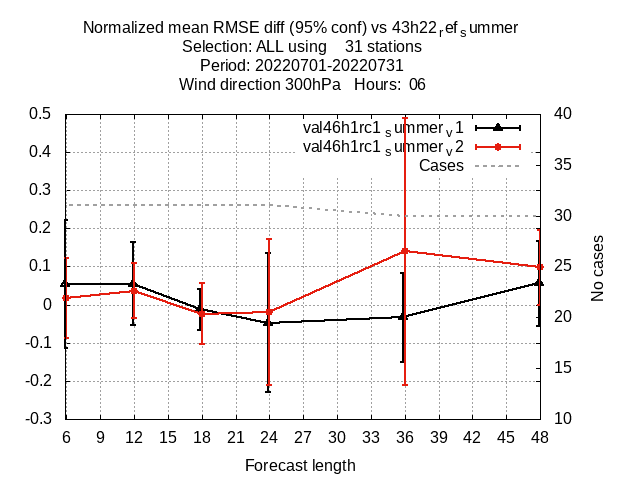 Normalized mean RMSE diff (95% conf) vs 43h22refsummer
Selection: ALL using 31 stations
Period: 20220701-20220731
Wind direction 300hPa Hours: 06
val46h1rc1summerv1
val46h1rc1summerv2
Cases
0.5
0.4
0.3
0.2
0.1
0
-0.1
-0.2
-0.3
40
35
30
25
20
15
10
No cases
6 9 12 15 18 21 24 27 30 33 36 39 42 45 48
Forecast length